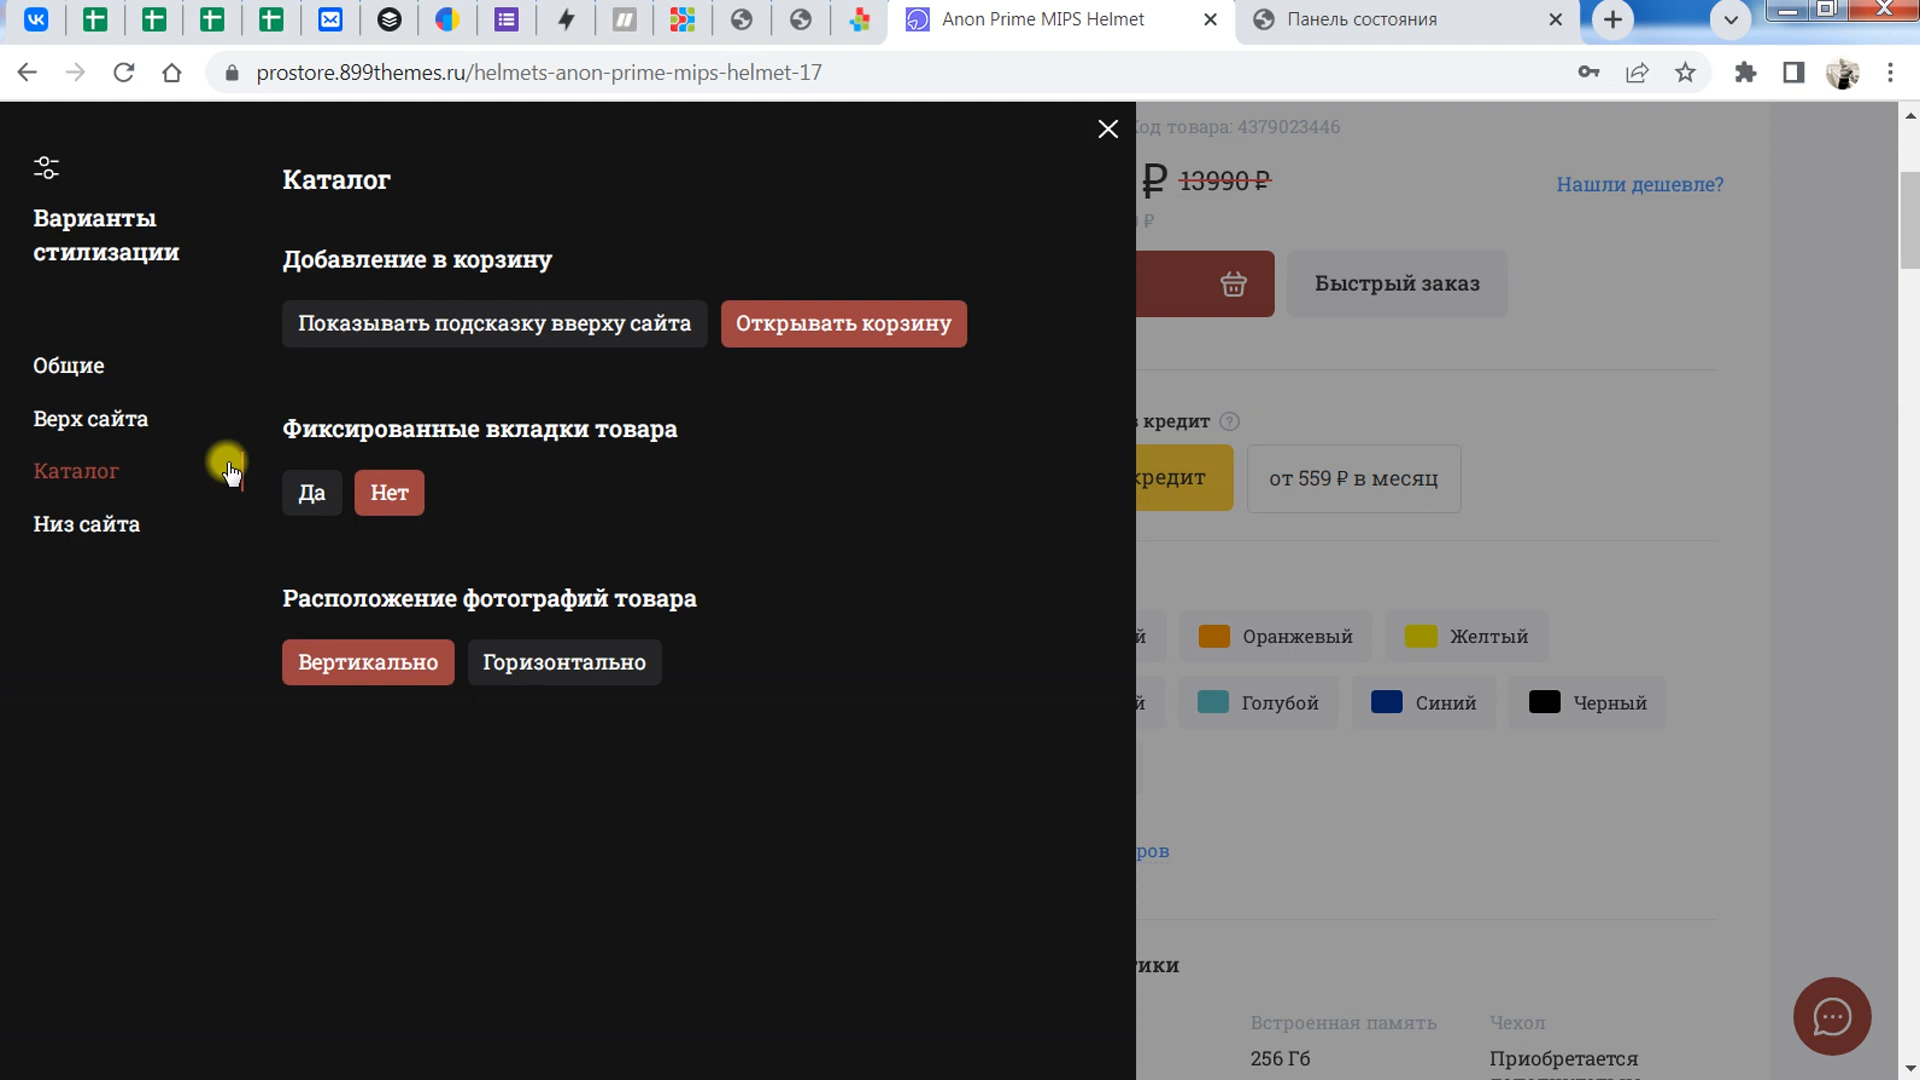 Anon Prime MIPS Helmet
Панель состояния
prostore.899themes.ru/helmets-anon-prime-mips-helmet-17
Варианты
стилизации
Общие
Верх сайта
Каталог
Низ сайта
Каталог
Добавление в корзину
Показывать подсказку вверху сайта
Открывать корзину
Фиксированные вкладки товара
Да
Нет
Расположение фотографий товара
Вертикально
Горизонтально
Код товара: 4379023446
₽ 13990 ₽
Нашли дешевле?
₽
Быстрый заказ
в кредит
кредит
от 559 ₽ в месяц
й
Оранжевый
Желтый
й
Голубой
Синий
Черный
ров
тики
Встроенная память
Чехол
256 Гб
Приобретается